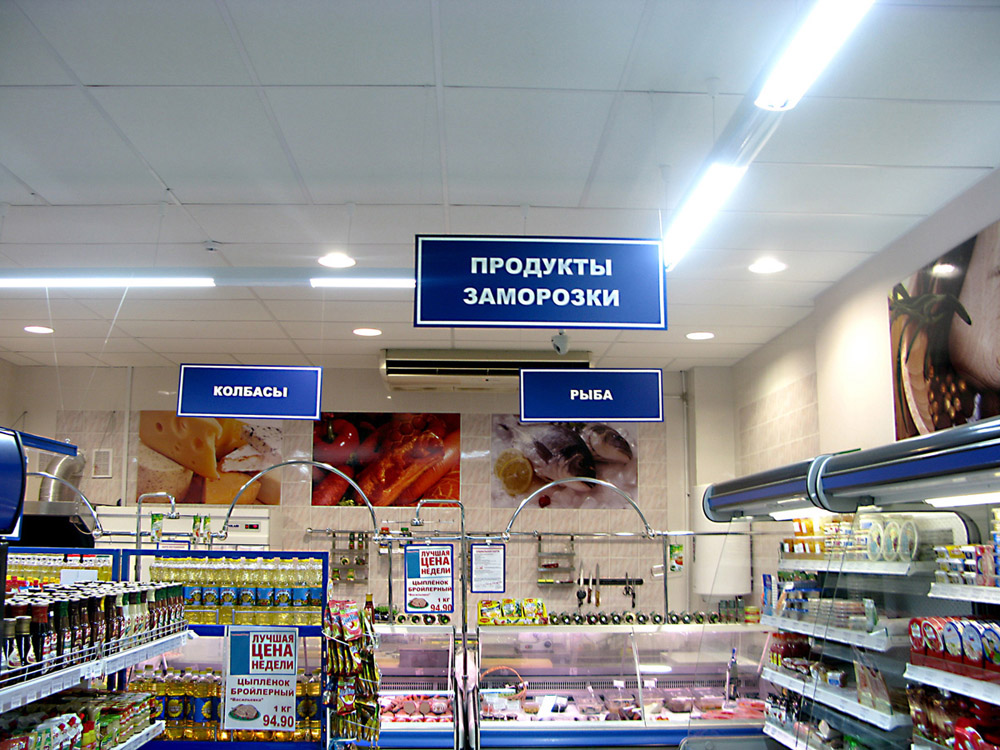 ПРОДУКТЫ
ЗАМОРОЗКИ
КОЛБАСЫ
РЫБА
ЛУЧШАЯ
ЦЕНА
НЕДЕЛИ
ЦЫПЛЕНОК
БРОЙЛЕРНЫЙ
1 КГ
94.90
ЛУЧШАЯ
ЦЕНА
НЕДЕЛИ
ЦЫПЛЕНОК
БРОЙЛЕРНЫЙ
"Васильевка"
1 КГ
94.90